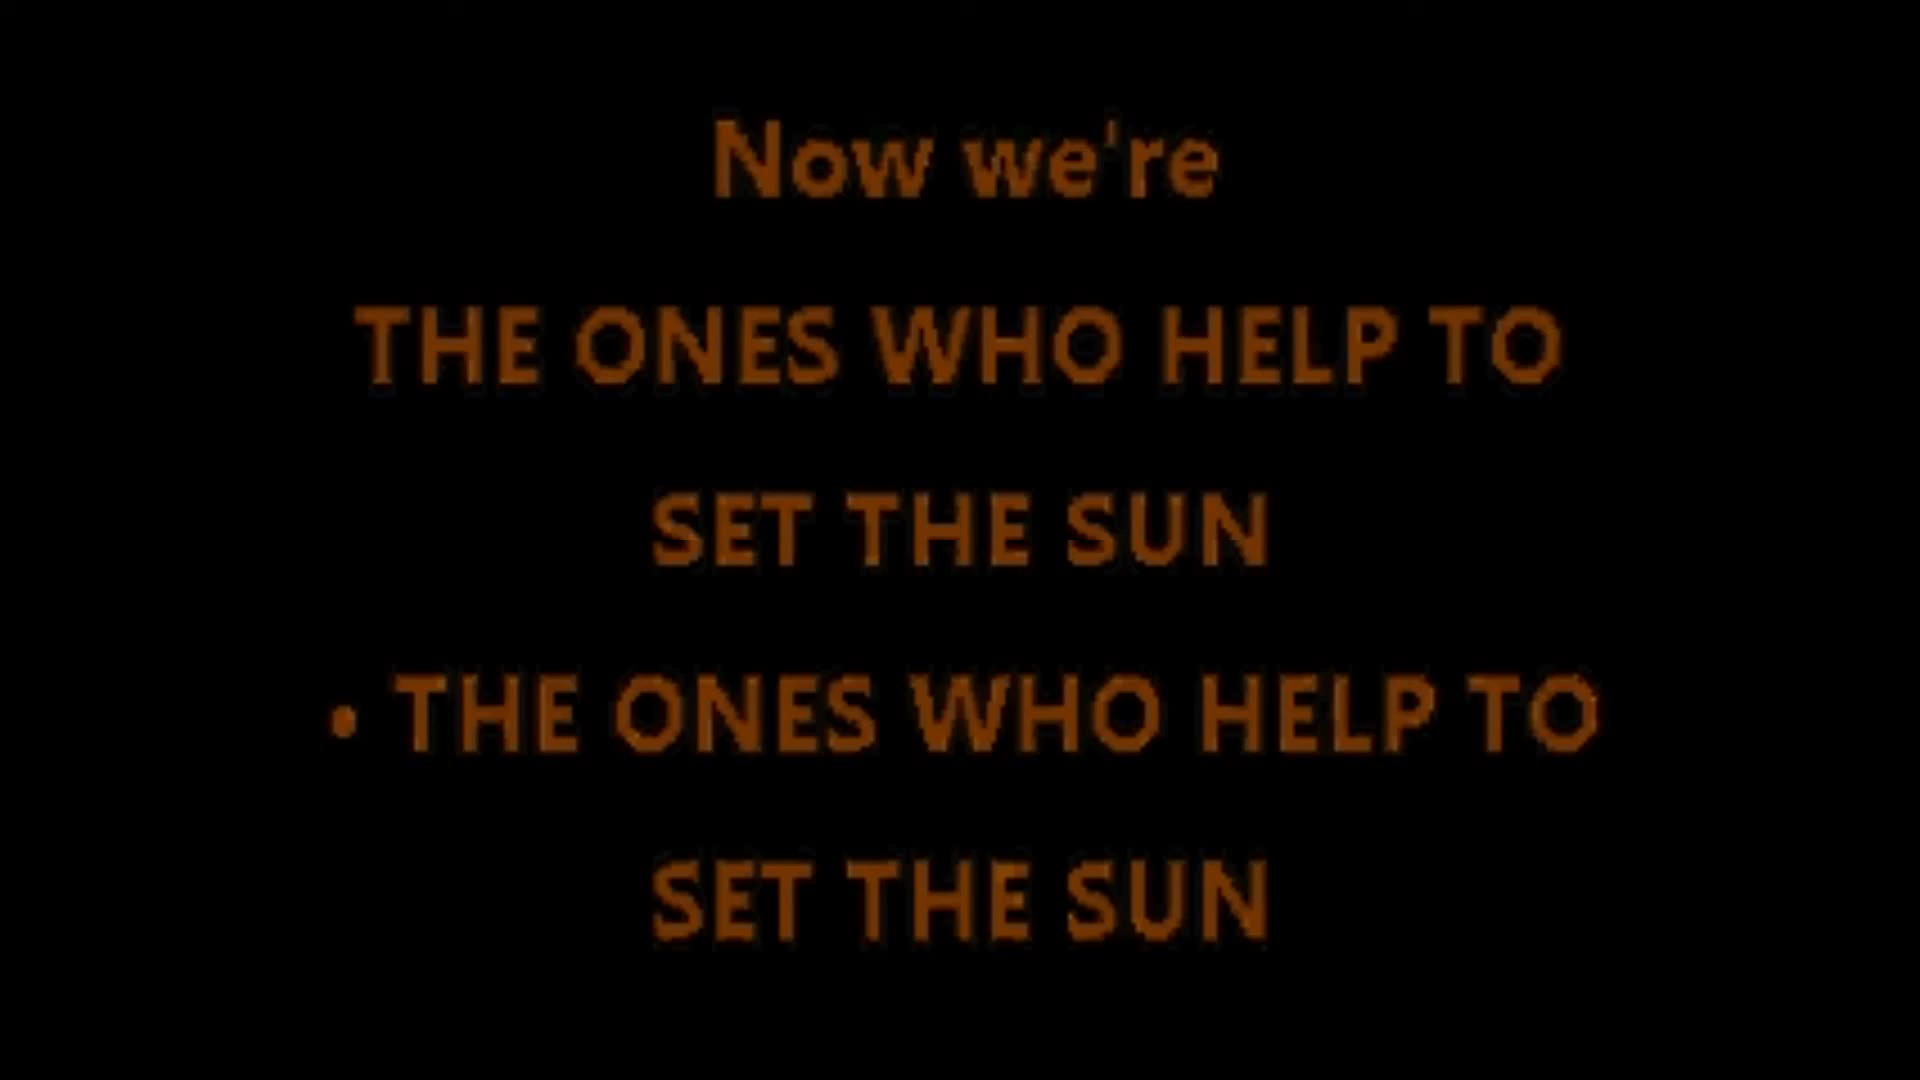 Now we're
THE ONES WHO HELP TO
SET THE SUN
• THE ONES WHO HELP TO
SET THE SUN